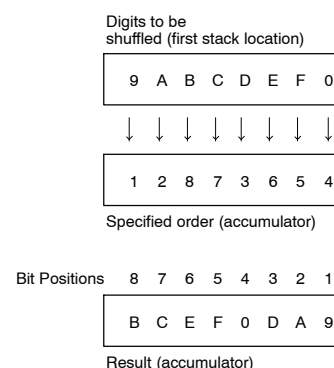 Digits to be
shuffled (first stack location)
9 A B C D E F 0
1 2 8 7 3 6 5 4
Specified order (accumulator)
Bit Positions 8 7 6 5 4 3 2 1
B C E F 0 D A 9
Result (accumulator)